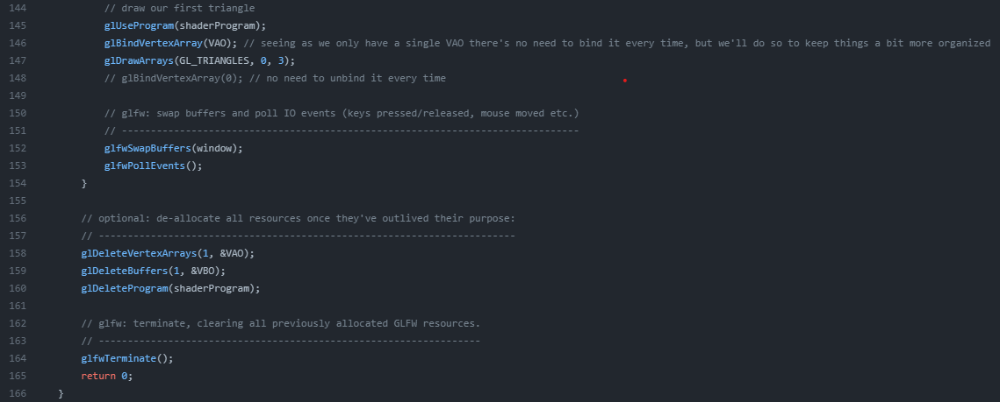 144 // draw our first triangle
145 glUseProgram(shaderProgram);
146 glBindVertexArray(VAO); // seeing as we only have a single VAO there's no need to bind it every time, but we'll do so to keep things a bit more organized
147 glDrawArrays(GL_TRIANGLES, 0, 3);
148 // glBindVertexArray(0); // no need to unbind it every time
149
150 // glfw: swap buffers and poll IO events (keys pressed/released, mouse moved etc.)
151 // -------------------------------------------------------------------------------
152 glfwSwapBuffers(window);
153 glfwPollEvents();
154 }
155
156 // optional: de-allocate all resources once they've outlived their purpose:
157 // ------------------------------------------------------------------------
158 glDeleteVertexArrays(1, &VAO);
159 glDeleteBuffers(1, &VBO);
160 glDeleteProgram(shaderProgram);
161
162 // glfw: terminate, clearing all previously allocated GLFW resources.
163 // ------------------------------------------------------------------
164 glfwTerminate();
165 return 0;
166 }